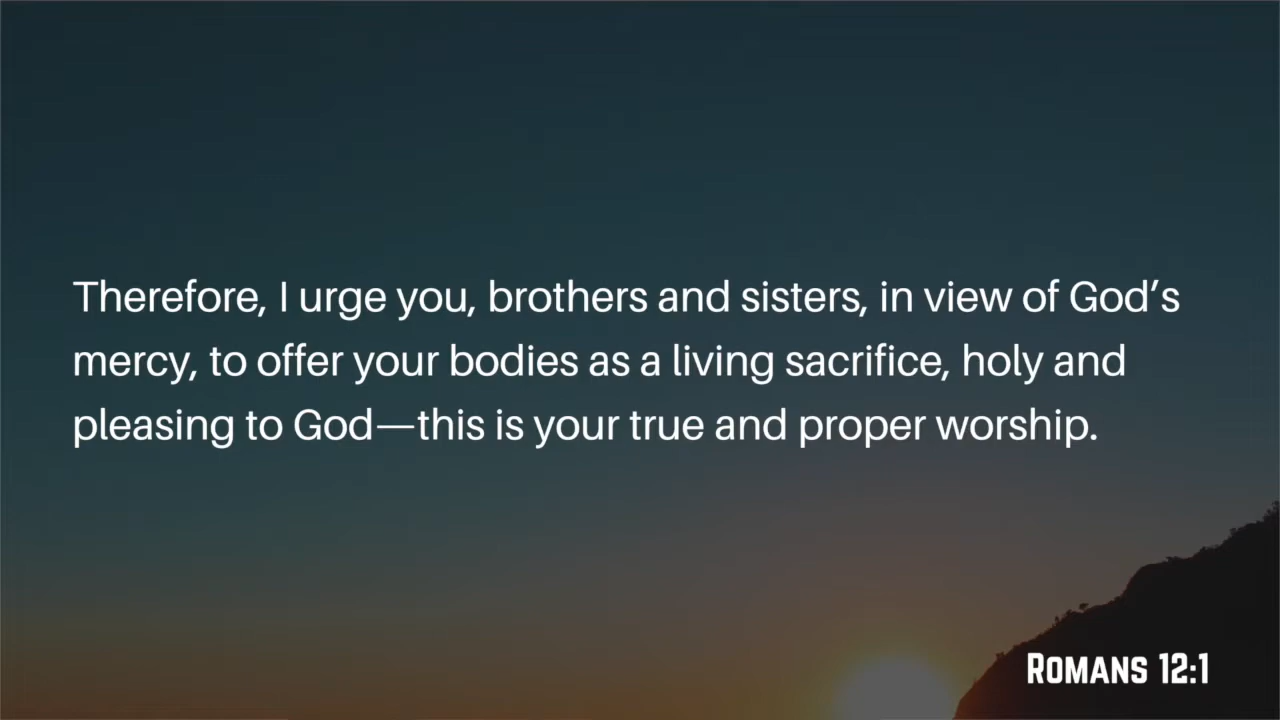 Therefore, I urge you, brothers and sisters, in view of God’s
mercy, to offer your bodies as a living sacrifice, holy and
pleasing to God—this is your true and proper worship.
Romans 12:1